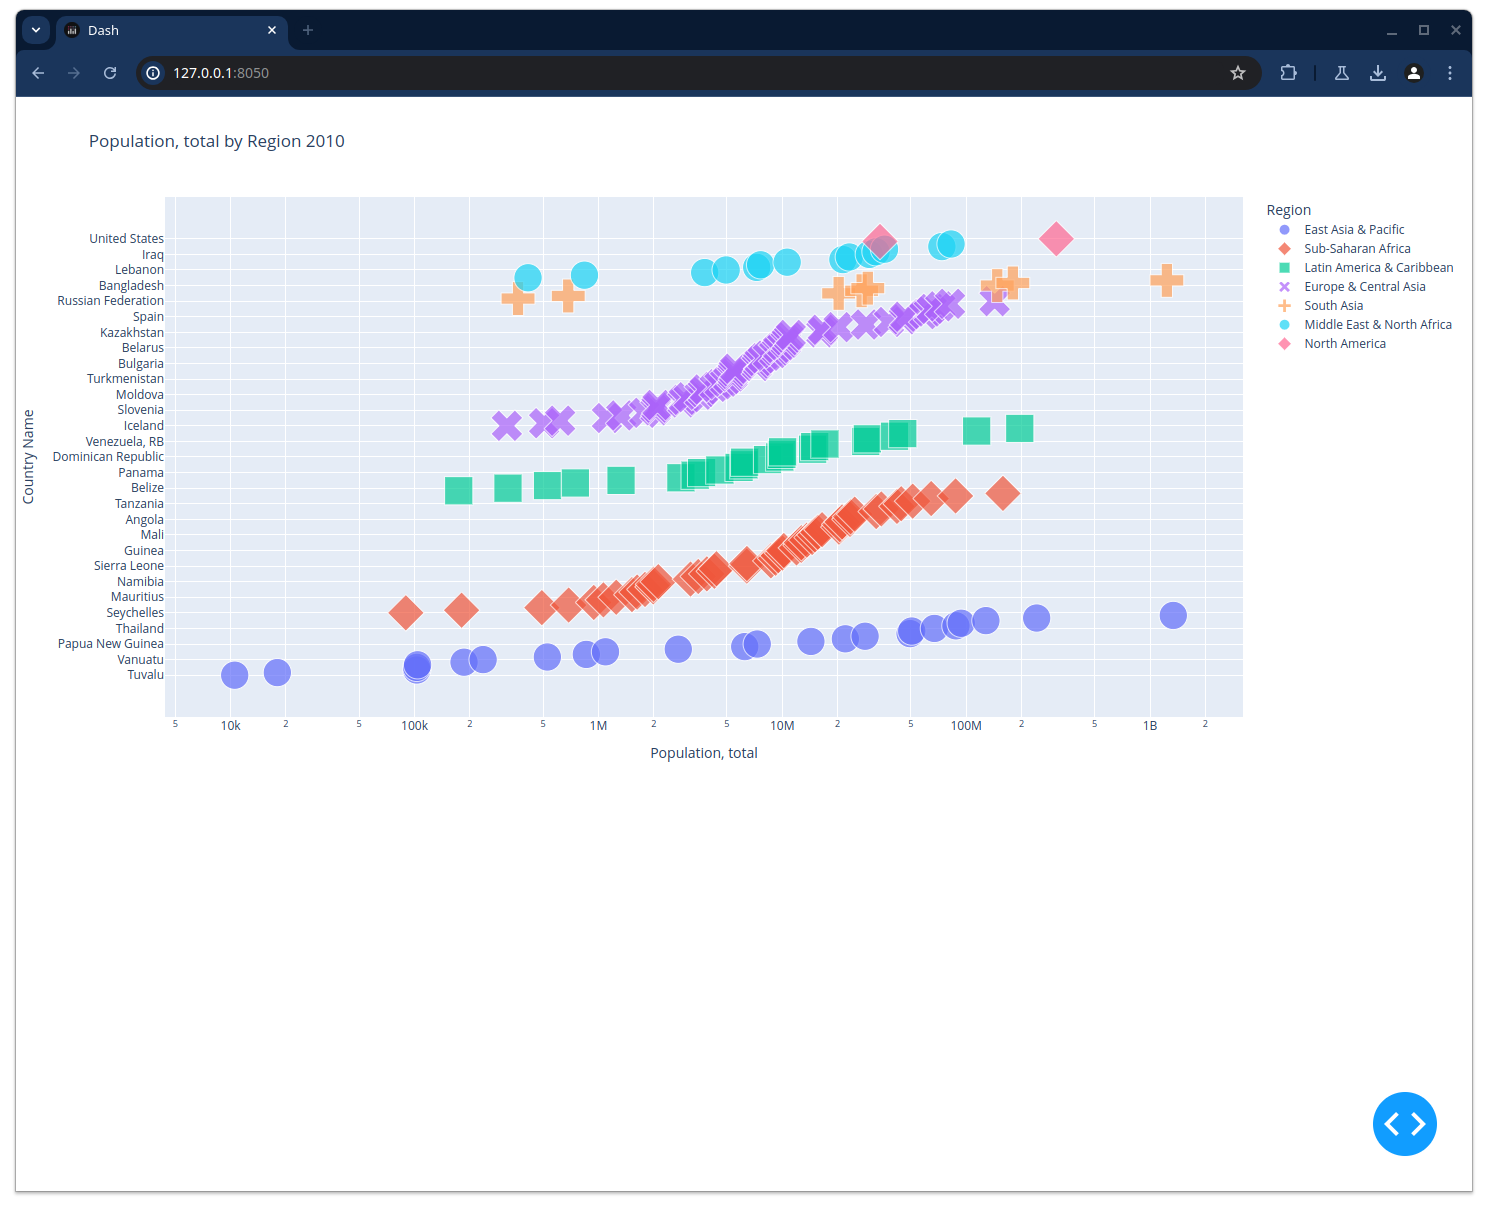 Dash
127.0.0.1:8050
Population, total by Region 2010
United States
Iraq
Lebanon
Bangladesh
Russian Federation
Spain
Kazakhstan
Belarus
Bulgaria
Turkmenistan
Moldova
Slovenia
Iceland
Venezuela, RB
Dominican Republic
Panama
Belize
Tanzania
Angola
Mali
Guinea
Sierra Leone
Namibia
Mauritius
Seychelles
Thailand
Papua New Guinea
Vanuatu
Tuvalu
Country Name
5 10k 2 5 100k 2 5 1M 2 5 10M 2 5 100M 2 5 1B 2
Population, total
Region
East Asia & Pacific
Sub-Saharan Africa
Latin America & Caribbean
Europe & Central Asia
South Asia
Middle East & North Africa
North America